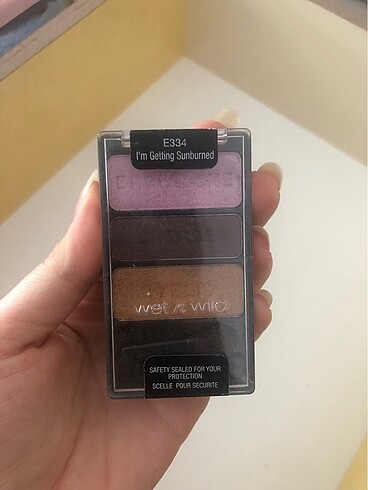 E334
I'm Getting Sunburned
wet n wild
SAFETY SEALED FOR YOUR
PROTECTION
SCELLE POUR SECURITE